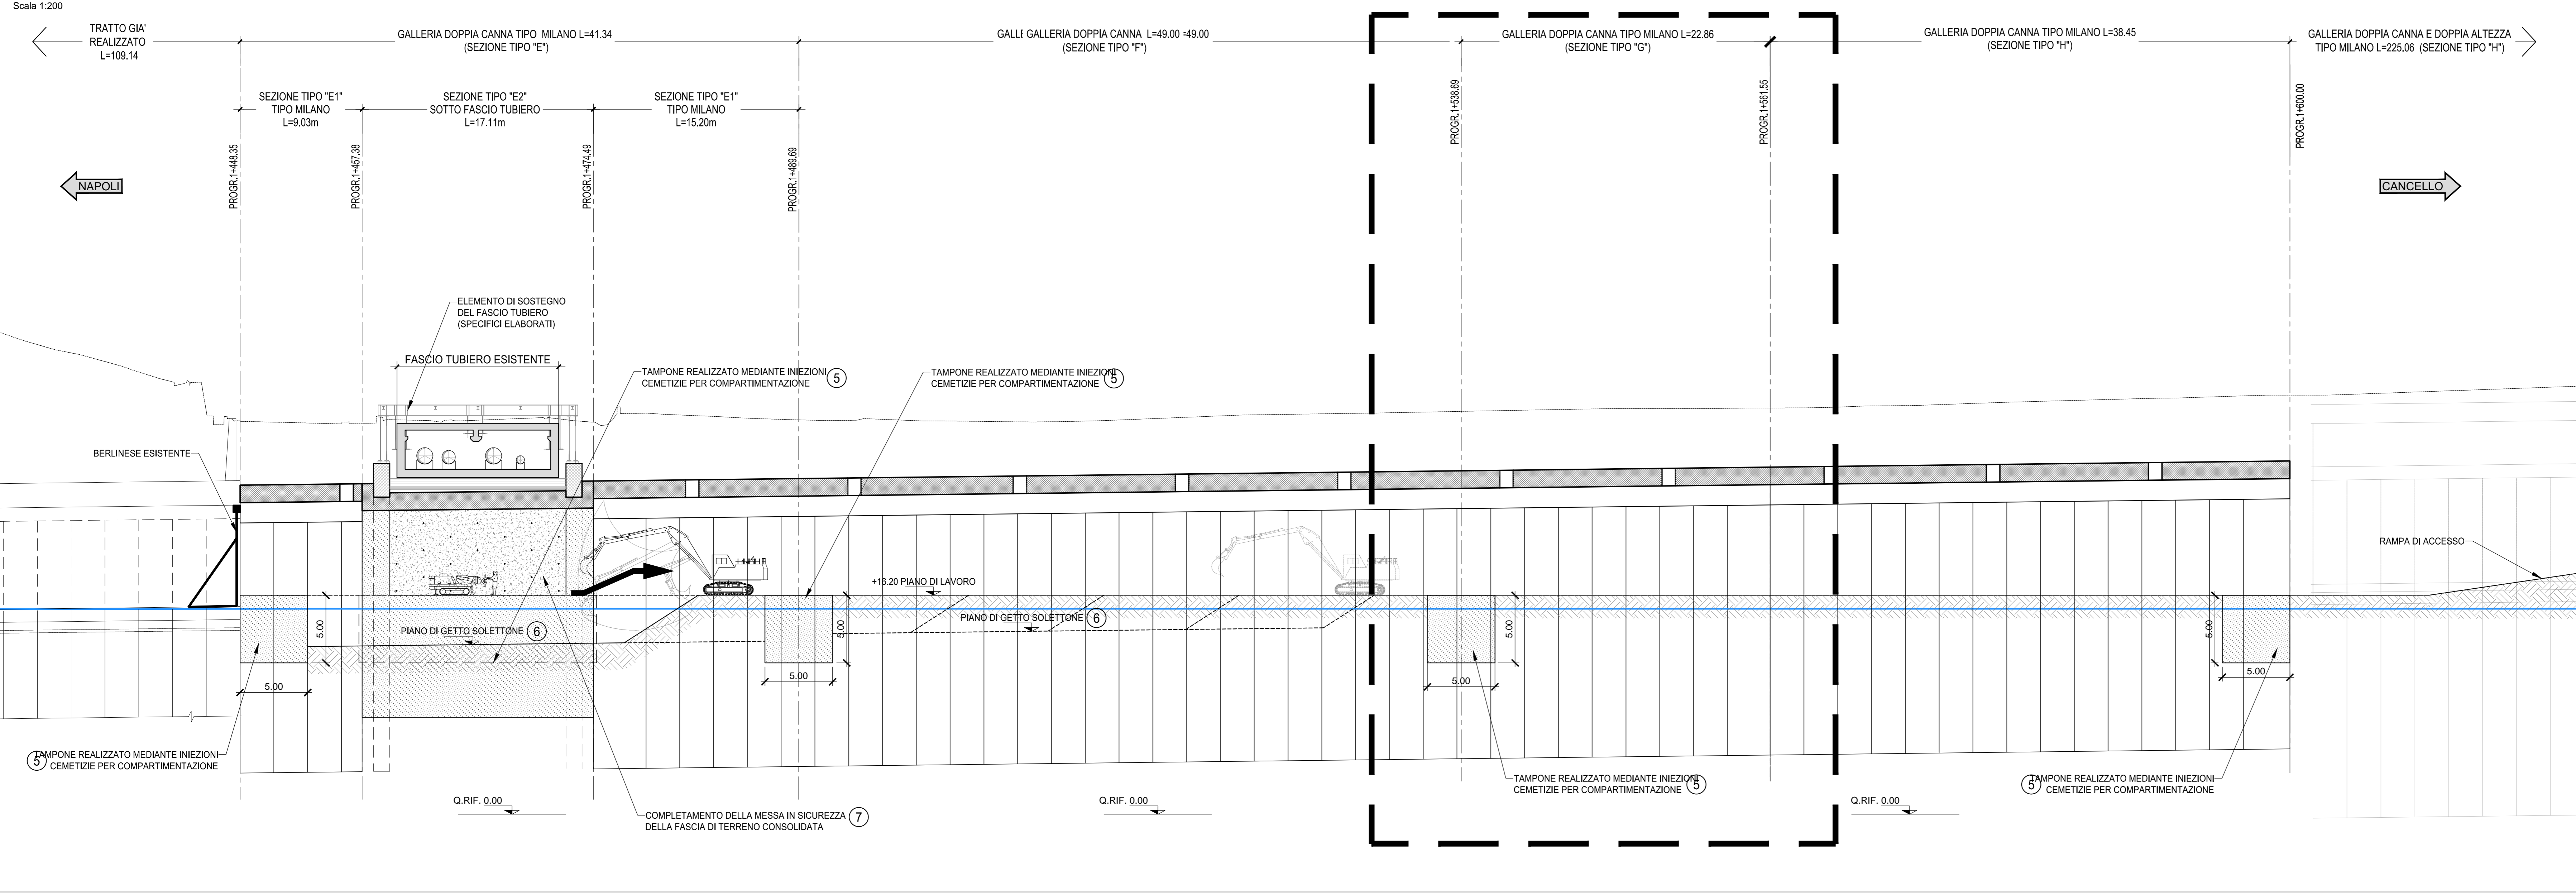 Scala 1:200
TRATTO GIA'
REALIZZATO
L=109.14
GALLERIA DOPPIA CANNA TIPO MILANO L=41.34
(SEZIONE TIPO "E")
GALLE GALLERIA DOPPIA CANNA L=49.00 =49.00
(SEZIONE TIPO "F")
GALLERIA DOPPIA CANNA TIPO MILANO L=22.86
(SEZIONE TIPO "G")
GALLERIA DOPPIA CANNA TIPO MILANO L=38.45
(SEZIONE TIPO "H")
GALLERIA DOPPIA CANNA E DOPPIA ALTEZZA
TIPO MILANO L=225.06 (SEZIONE TIPO "H")
SEZIONE TIPO "E1"
TIPO MILANO
L=9.03m
SEZIONE TIPO "E2"
SOTTO FASCIO TUBIERO
L=17.11m
SEZIONE TIPO "E1"
TIPO MILANO
L=15.20m
PROGR.1+448.35
PROGR.1+457.38
PROGR.1+474.49
PROGR.1+489.69
PROGR.1+538.69
PROGR.1+561.55
PROGR.1+600.00
NAPOLI
CANCELLO
ELEMENTO DI SOSTEGNO
DEL FASCIO TUBIERO
(SPECIFICI ELABORATI)
FASCIO TUBIERO ESISTENTE
TAMPONE REALIZZATO MEDIANTE INIEZIONI
CEMETIZIE PER COMPARTIMENTAZIONE 5
TAMPONE REALIZZATO MEDIANTE INIEZIONI
CEMETIZIE PER COMPARTIMENTAZIONE 5
BERLINESE ESISTENTE
RAMPA DI ACCESSO
+16.20 PIANO DI LAVORO
PIANO DI GETTO SOLETTONE 6
PIANO DI GETTO SOLETTONE 6
5.00
5.00
5.00
5.00
5.00
5.00
5.00
5.00
TAMPONE REALIZZATO MEDIANTE INIEZIONI
5 CEMETIZIE PER COMPARTIMENTAZIONE
TAMPONE REALIZZATO MEDIANTE INIEZIONI
CEMETIZIE PER COMPARTIMENTAZIONE 5
TAMPONE REALIZZATO MEDIANTE INIEZIONI
5 CEMETIZIE PER COMPARTIMENTAZIONE
Q.RIF. 0.00
Q.RIF. 0.00
Q.RIF. 0.00
COMPLETAMENTO DELLA MESSA IN SICUREZZA 7
DELLA FASCIA DI TERRENO CONSOLIDATA